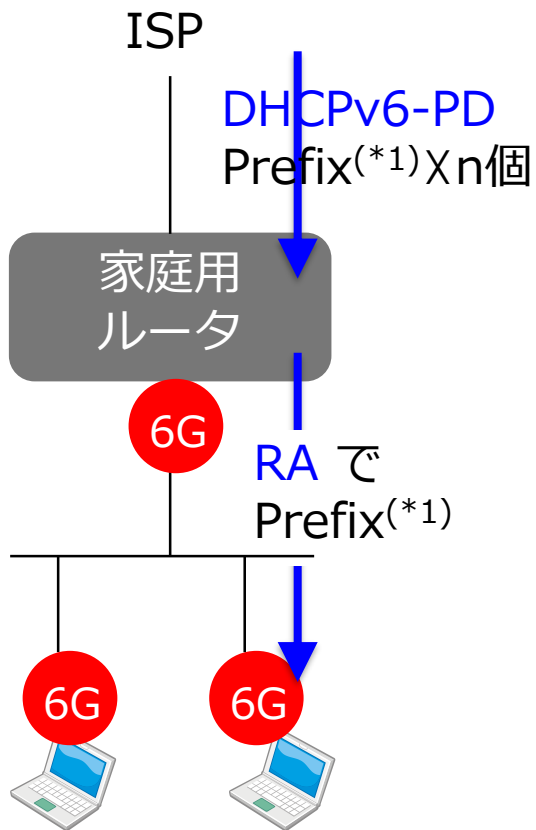 ISP
DHCPv6-PD
Prefix(*1)×n個
家庭用
ルータ
6G
RA で
Prefix(*1)
6G
6G